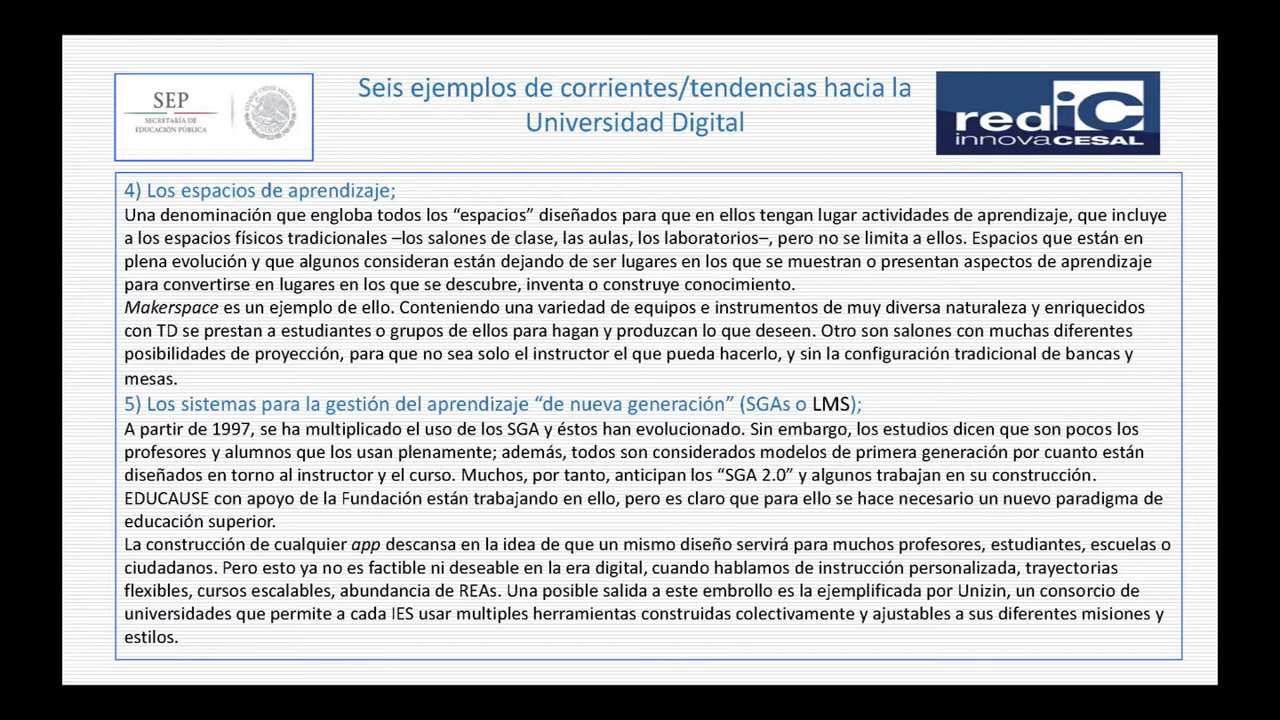 Seis ejemplos de corrientes/tendencias hacia la
Universidad Digital
SEP
SECRETARÍA DE
EDUCACIÓN PÚBLICA
redIC
innovaCESAL
4) Los espacios de aprendizaje;
Una denominación que engloba todos los “espacios” diseñados para que en ellos tengan lugar actividades de aprendizaje, que incluye
a los espacios físicos tradicionales –los salones de clase, las aulas, los laboratorios–, pero no se limita a ellos. Espacios que están en
plena evolución y que algunos consideran están dejando de ser lugares en los que se muestran o presentan aspectos de aprendizaje
para convertirse en lugares en los que se descubre, inventa o construye conocimiento.
Makerspace es un ejemplo de ello. Conteniendo una variedad de equipos e instrumentos de muy diversa naturaleza y enriquecidos
con TD se prestan a estudiantes o grupos de ellos para hagan y produzcan lo que deseen. Otro son salones con muchas diferentes
posibilidades de proyección, para que no sea solo el instructor el que pueda hacerlo, y sin la configuración tradicional de bancas y
mesas.
5) Los sistemas para la gestión del aprendizaje “de nueva generación” (SGAs o LMS);
A partir de 1997, se ha multiplicado el uso de los SGA y éstos han evolucionado. Sin embargo, los estudios dicen que son pocos los
profesores y alumnos que los usan plenamente; además, todos son considerados modelos de primera generación por cuanto están
diseñados en torno al instructor y el curso. Muchos, por tanto, anticipan los “SGA 2.0” y algunos trabajan en su construcción.
EDUCAUSE con apoyo de la Fundación están trabajando en ello, pero es claro que para ello se hace necesario un nuevo paradigma de
educación superior.
La construcción de cualquier app descansa en la idea de que un mismo diseño servirá para muchos profesores, estudiantes, escuelas o
ciudadanos. Pero esto ya no es factible ni deseable en la era digital, cuando hablamos de instrucción personalizada, trayectorias
flexibles, cursos escalables, abundancia de REAs. Una posible salida a este embrollo es la ejemplificada por Unizin, un consorcio de
universidades que permite a cada IES usar multiples herramientas construidas colectivamente y ajustables a sus diferentes misiones y
estilos.